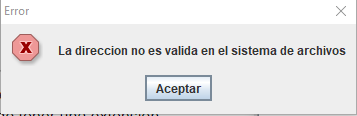 Error
La direccion no es valida en el sistema de archivos
Aceptar